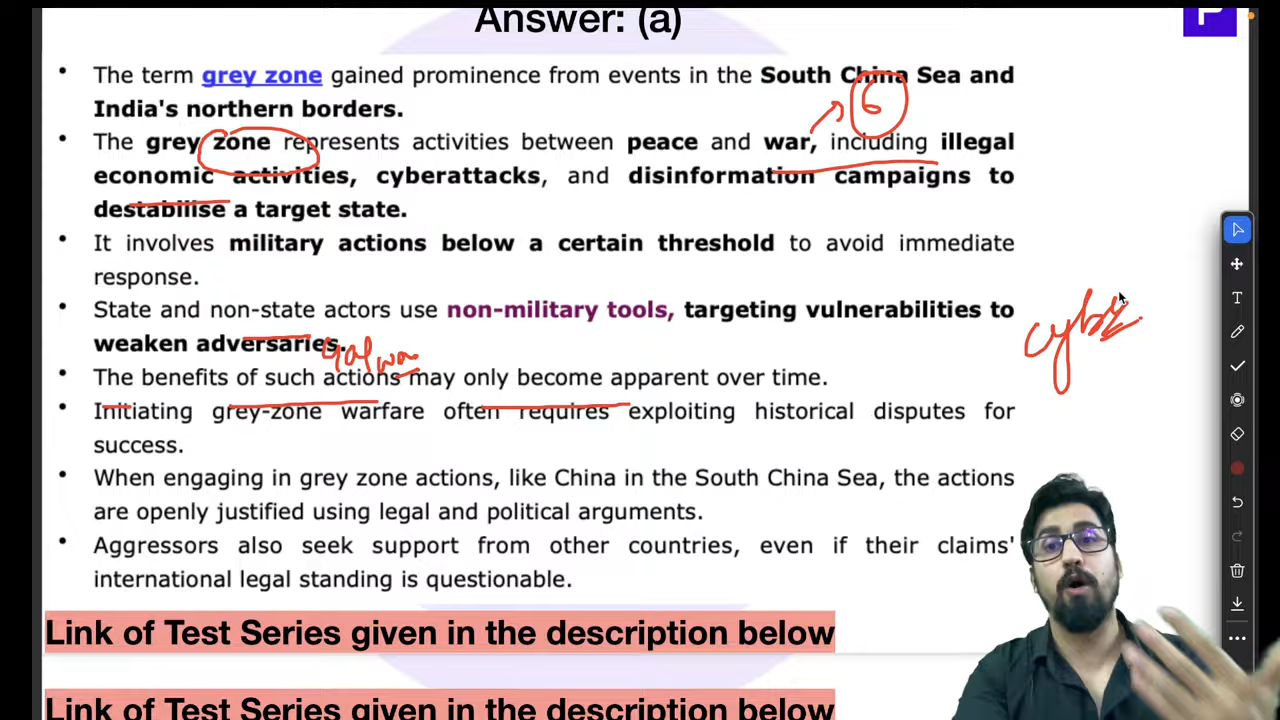 Answer: (a)
P
• The term grey zone gained prominence from events in the South China Sea and
India's northern borders.
6
• The grey zone represents activities between peace and war, including illegal
economic activities, cyberattacks, and disinformation campaigns to
destabilise a target state.
• It involves military actions below a certain threshold to avoid immediate
response.
• State and non-state actors use non-military tools, targeting vulnerabilities to
weaken adversaries.
Galwan
• The benefits of such actions may only become apparent over time.
• Initiating grey-zone warfare often requires exploiting historical disputes for
success.
• When engaging in grey zone actions, like China in the South China Sea, the actions
are openly justified using legal and political arguments.
• Aggressors also seek support from other countries, even if their claims'
international legal standing is questionable.
Link of Test Series given in the description below
Link of Test Series given in the description below
T